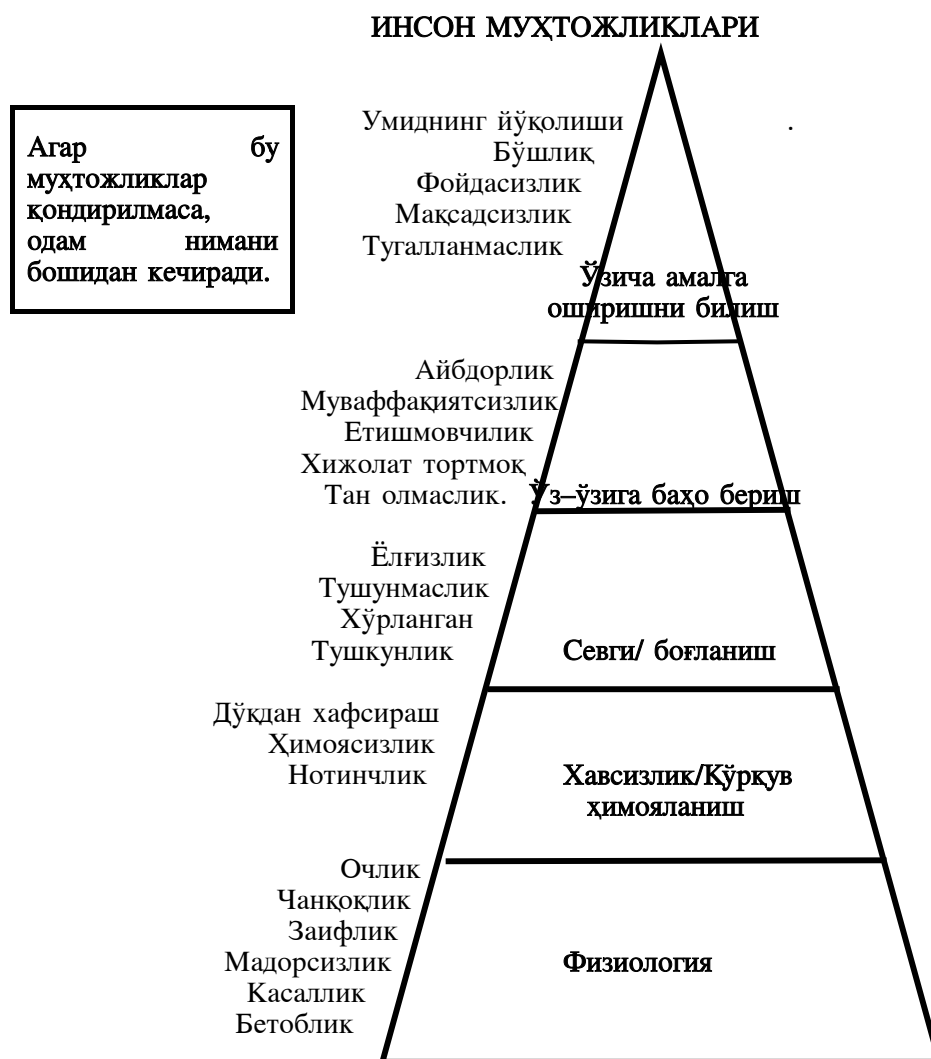 ИНСОН МУҲТОЖЛИКЛАРИ
Агар бу
муҳтожликлар
қондирилмаса,
одам нимани
бошидан кечиради.
Умиднинг йўқолиши .
Бўшлиқ
Фойдасизлик
Мақсадсизлик
Тугалланмаслик
Ўзича амалга
оширишни билиш
Айбдорлик
Муваффақиятсизлик
Етишмовчилик
Хижолат тортмоқ
Тан олмаслик. Ўз–ўзига баҳо бериш
Ёлғизлик
Тушунмаслик
Хўрланган
Тушкунлик Севги/ боғланиш
Дўқдан хафсираш
Ҳимоясизлик
Нотинчлик Хавсизлик/Қўрқув
ҳимояланиш
Очлик
Чанқоқлик
Заифлик
Мадорсизлик Физиология
Касаллик
Бетоблик